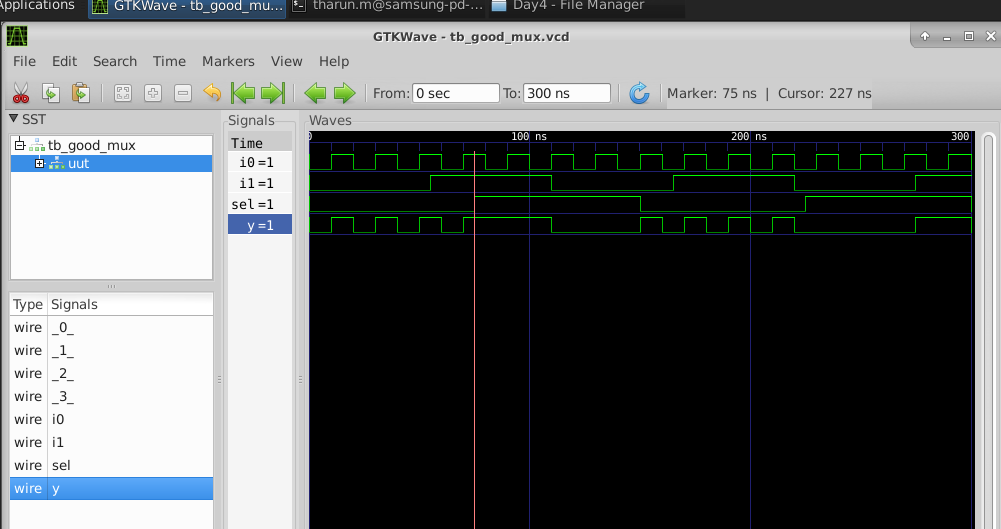 Applications GTKWave - tb_good_mu... tharun.m@samsung-pd-... Day4 - File Manager
GTKWave - tb_good_mux.vcd
File Edit Search Time Markers View Help
From: 0 sec To: 300 ns Marker: 75 ns | Cursor: 227 ns
SST
tb_good_mux
uut
Type Signals
wire _0_
wire _1_
wire _2_
wire _3_
wire i0
wire i1
wire sel
wire y
Signals
Time
i0=1
i1=1
sel=1
y=1
Waves
0 100 ns 200 ns 300